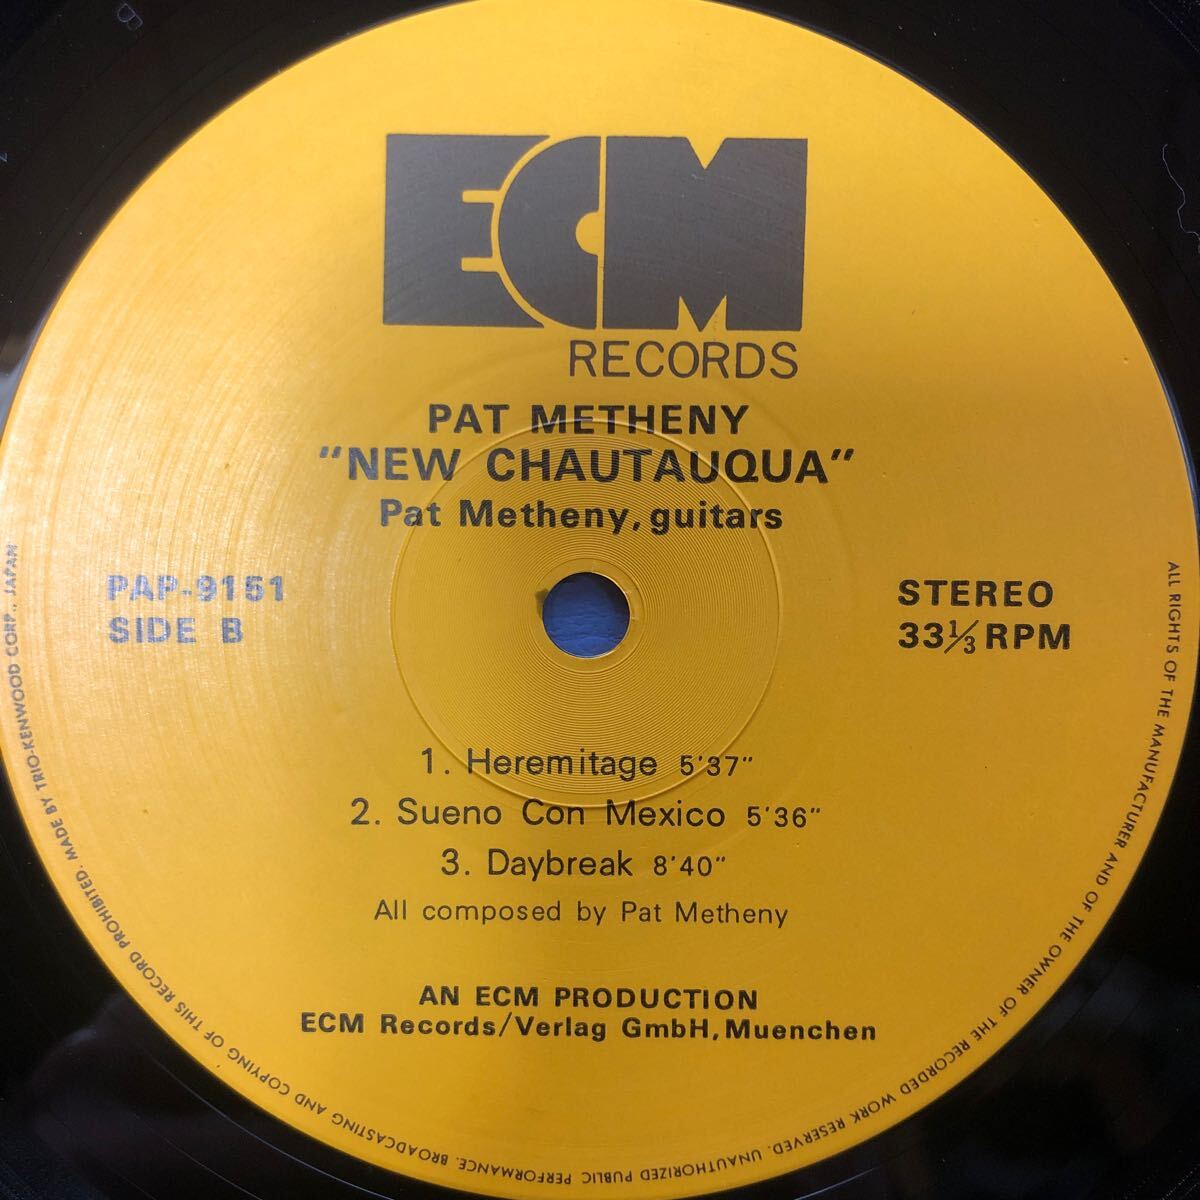 ECM
RECORDS
PAT METHENY
"NEW CHAUTAUQUA"
Pat Metheny, guitars
PAP-9151
SIDE B
STEREO
33⅓ RPM
1. Heremitage 5'37"
2. Sueno Con Mexico 5'36"
3. Daybreak 8'40"
All composed by Pat Metheny
AN ECM PRODUCTION
ECM Records/Verlag GmbH, Muenchen
ALL RIGHTS OF THE MANUFACTURER AND OF THE OWNER OF THE RECORDED WORK RESERVED. UNAUTHORIZED PUBLIC PERFORMANCE. BROADCASTING AND COPYING OF THIS RECORD PROHIBITED. MADE BY TRIO-KENWOOD CORP., JAPAN